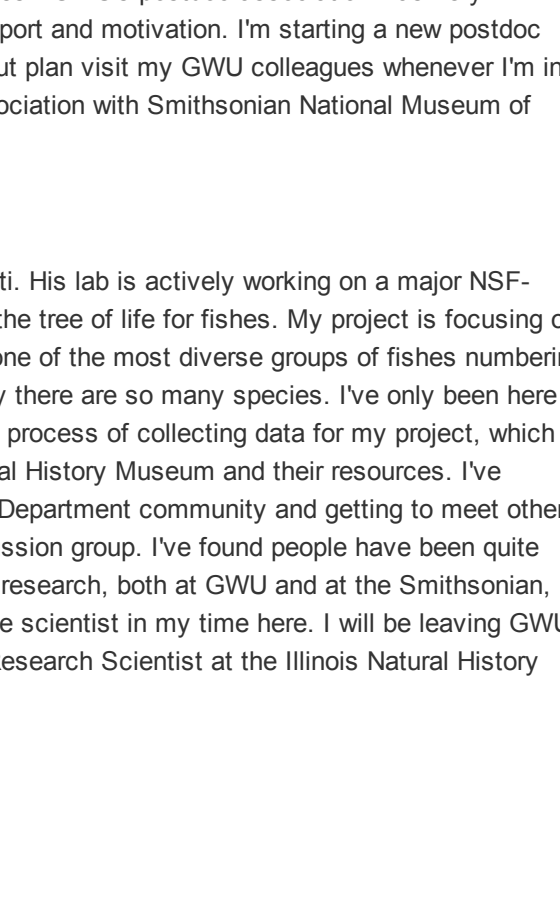 port and motivation. I'm starting a new postdoc
ut plan visit my GWU colleagues whenever I'm in
ociation with Smithsonian National Museum of
ti. His lab is actively working on a major NSF-
the tree of life for fishes. My project is focusing
one of the most diverse groups of fishes numberin
y there are so many species. I've only been here
process of collecting data for my project, which
al History Museum and their resources. I've
Department community and getting to meet other
ssion group. I've found people have been quite
research, both at GWU and at the Smithsonian,
e scientist in my time here. I will be leaving GWU
Research Scientist at the Illinois Natural History